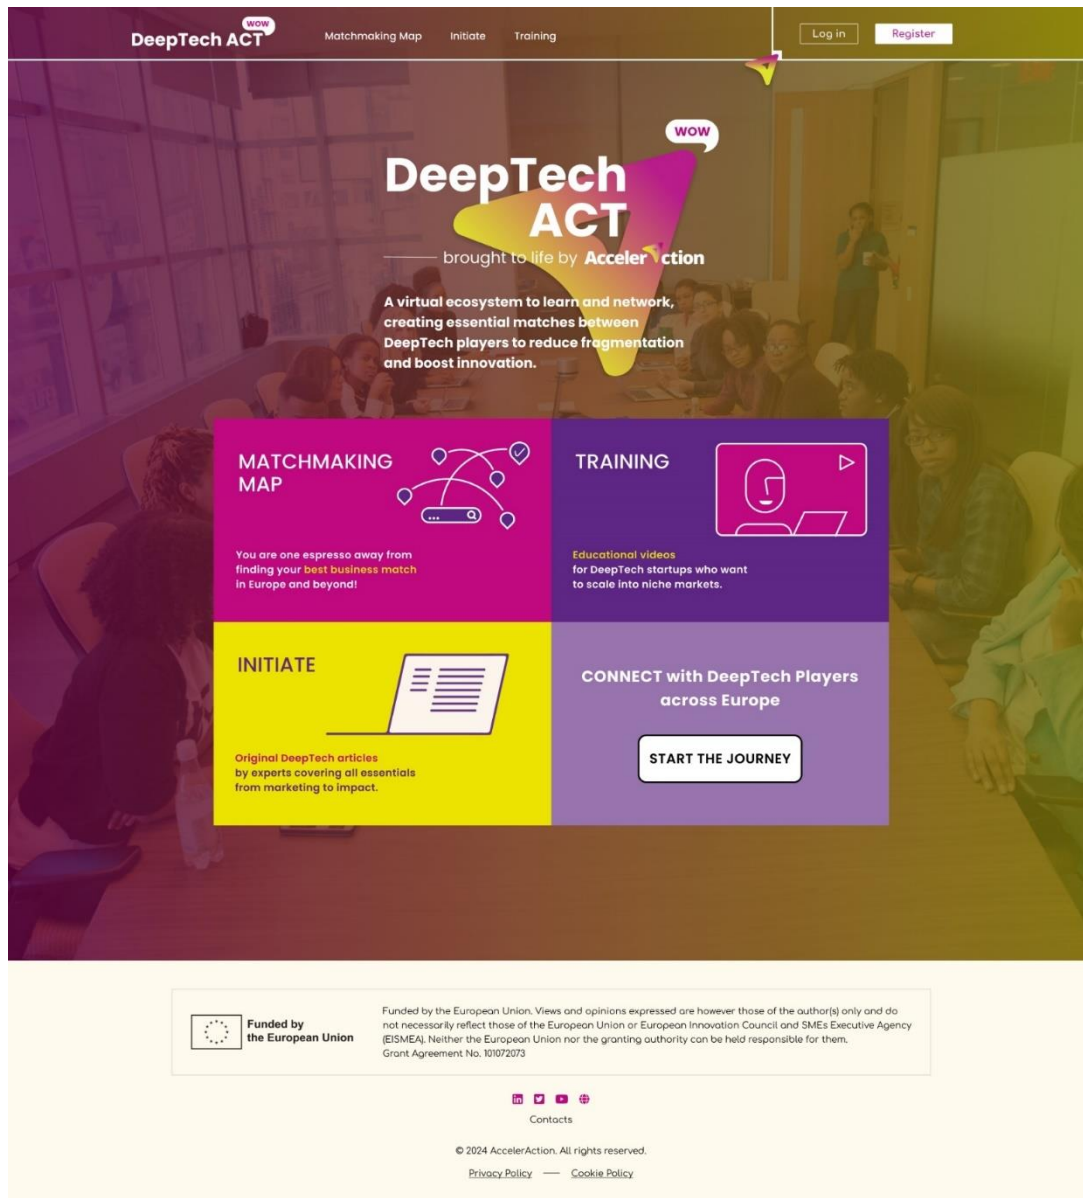 WOW
DeepTech ACT
Matchmaking Map
Initiate
Training
Log in
Register
WOW
DeepTech
ACT
brought to life by Acceler ction
A virtual ecosystem to learn and network,
creating essential matches between
DeepTech players to reduce fragmentation
and boost innovation.
MATCHMAKING
MAP
You are one espresso away from
finding your best business match
in Europe and beyond!
TRAINING
Educational videos
for DeepTech startups who want
to scale into niche markets.
INITIATE
Original DeepTech articles
by experts covering all essentials
from marketing to impact.
CONNECT with DeepTech Players
across Europe
START THE JOURNEY
Funded by
the European Union
Funded by the European Union. Views and opinions expressed are however those of the author(s) only and do
not necessarily reflect those of the European Union or European Innovation Council and SMEs Executive Agency
(EISMEA). Neither the European Union nor the granting authority can be held responsible for them.
Grant Agreement No. 101072073
Contacts
© 2024 AccelerAction. All rights reserved.
Privacy Policy — Cookie Policy